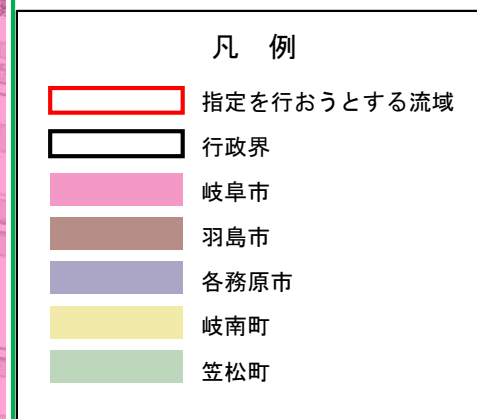 凡 例
指定を行おうとする流域
行政界
岐阜市
羽島市
各務原市
岐南町
笠松町